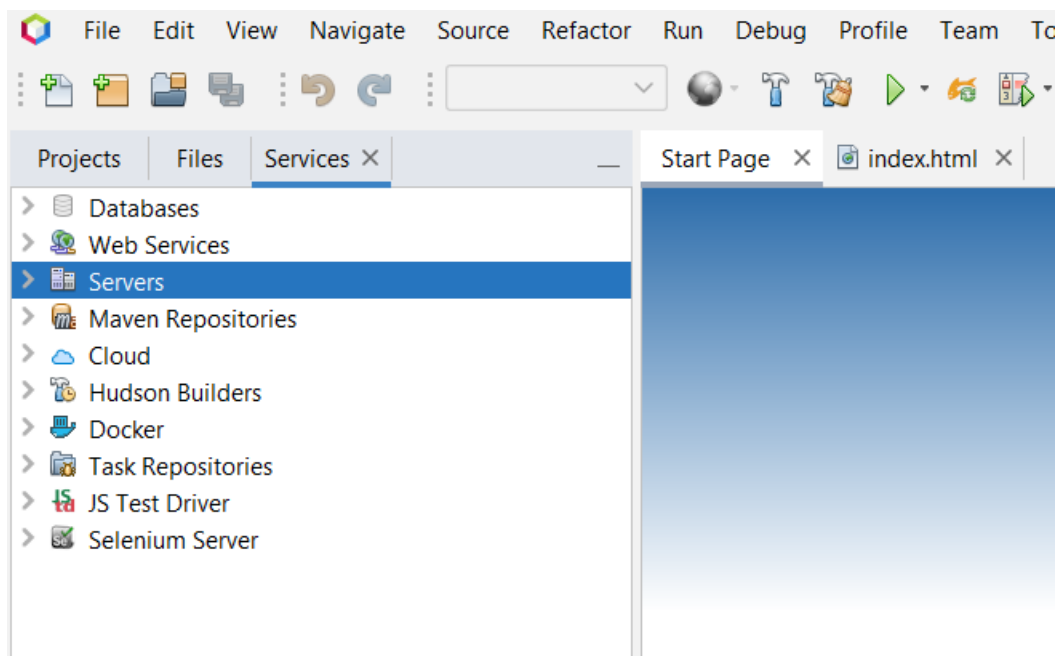 File Edit View Navigate Source Refactor Run Debug Profile Team To
Projects Files Services Start Page index.html
Databases
Web Services
Servers
Maven Repositories
Cloud
Hudson Builders
Docker
Task Repositories
JS Test Driver
Selenium Server